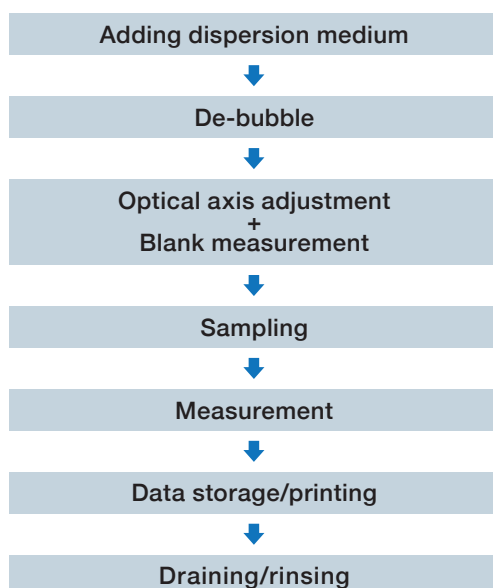 Adding dispersion medium
De-bubble
Optical axis adjustment
+
Blank measurement
Sampling
Measurement
Data storage/printing
Draining/rinsing